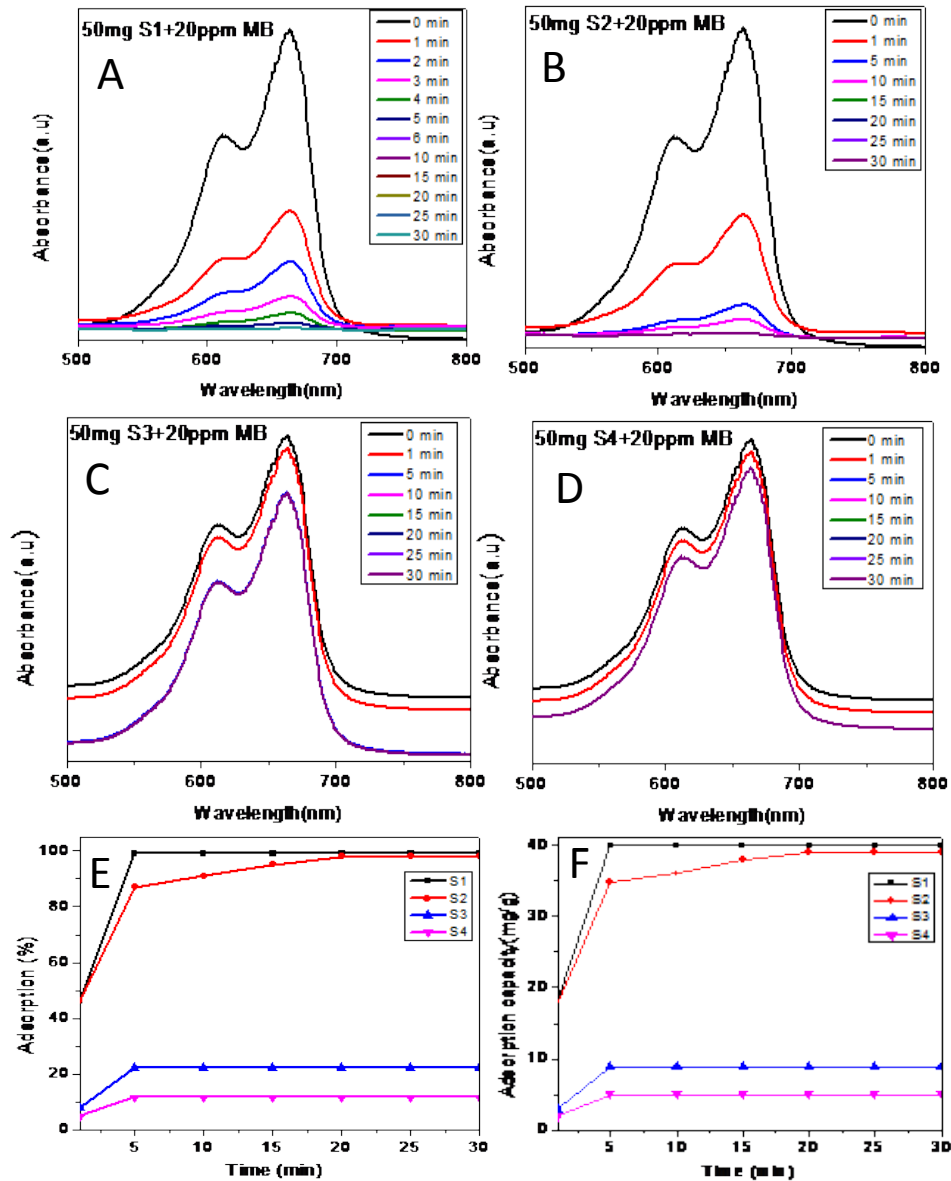 50mg S1+20ppm MB
A
0 min
1 min
2 min
3 min
4 min
5 min
6 min
10 min
15 min
20 min
25 min
30 min
Absorbance(a.u)
500 600 700 800
Wavelength(nm)
50mg S2+20ppm MB
B
0 min
1 min
5 min
10 min
15 min
20 min
25 min
30 min
Absorbance(a.u)
500 600 700 800
Wavelength(nm)
50mg S3+20ppm MB
C
0 min
1 min
5 min
10 min
15 min
20 min
25 min
30 min
Absorbance(a.u)
500 600 700 800
Wavelength(nm)
50mg S4+20ppm MB
D
0 min
1 min
5 min
10 min
15 min
20 min
25 min
30 min
Absorbance(a.u)
500 600 700 800
Wavelength(nm)
E
S1
S2
S3
S4
Adsorption (%)
100
80
60
40
20
0
5 10 15 20 25 30
Time (min)
F
S1
S2
S3
S4
Adsorption capacity(mg/g)
40
30
20
10
0
5 10 15 20 25 30
Time (min)